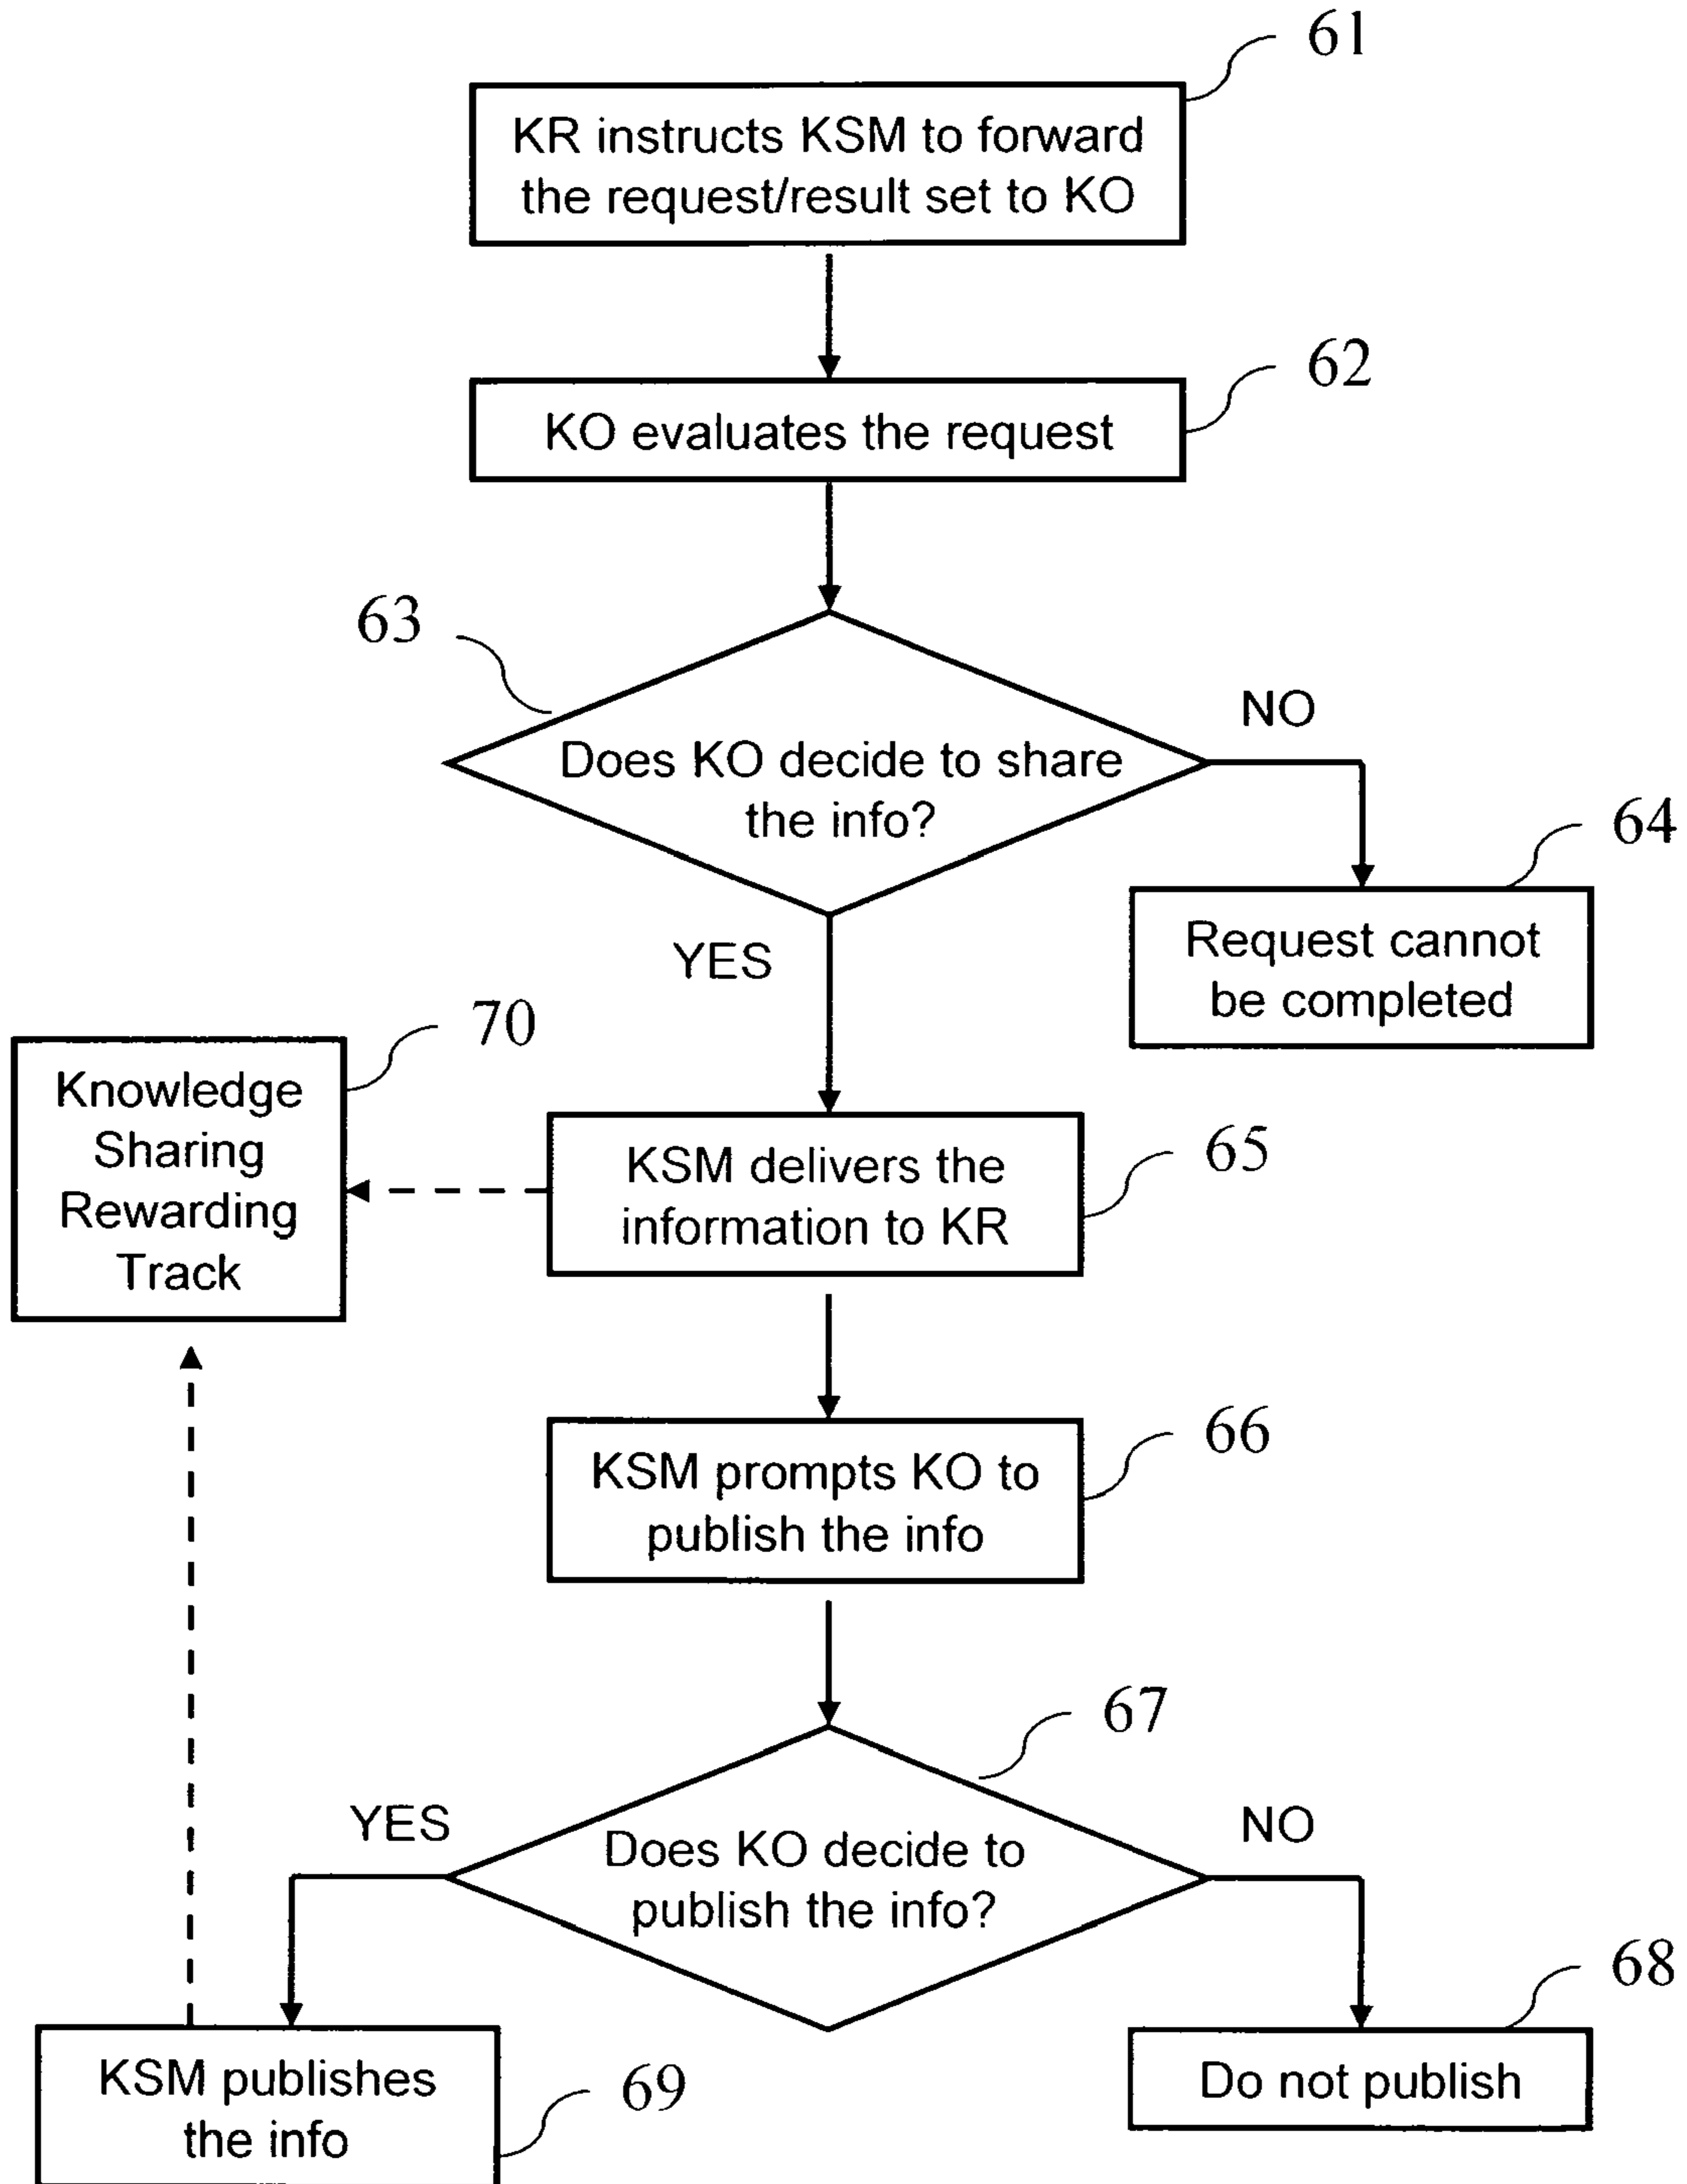 61
KR instructs KSM to forward
the request/result set to KO
62
KO evaluates the request
63
Does KO decide to share
the info?
NO
64
Request cannot
be completed
YES
70
Knowledge
Sharing
Rewarding
Track
65
KSM delivers the
information to KR
66
KSM prompts KO to
publish the info
67
Does KO decide to
publish the info?
YES
NO
68
Do not publish
69
KSM publishes
the info